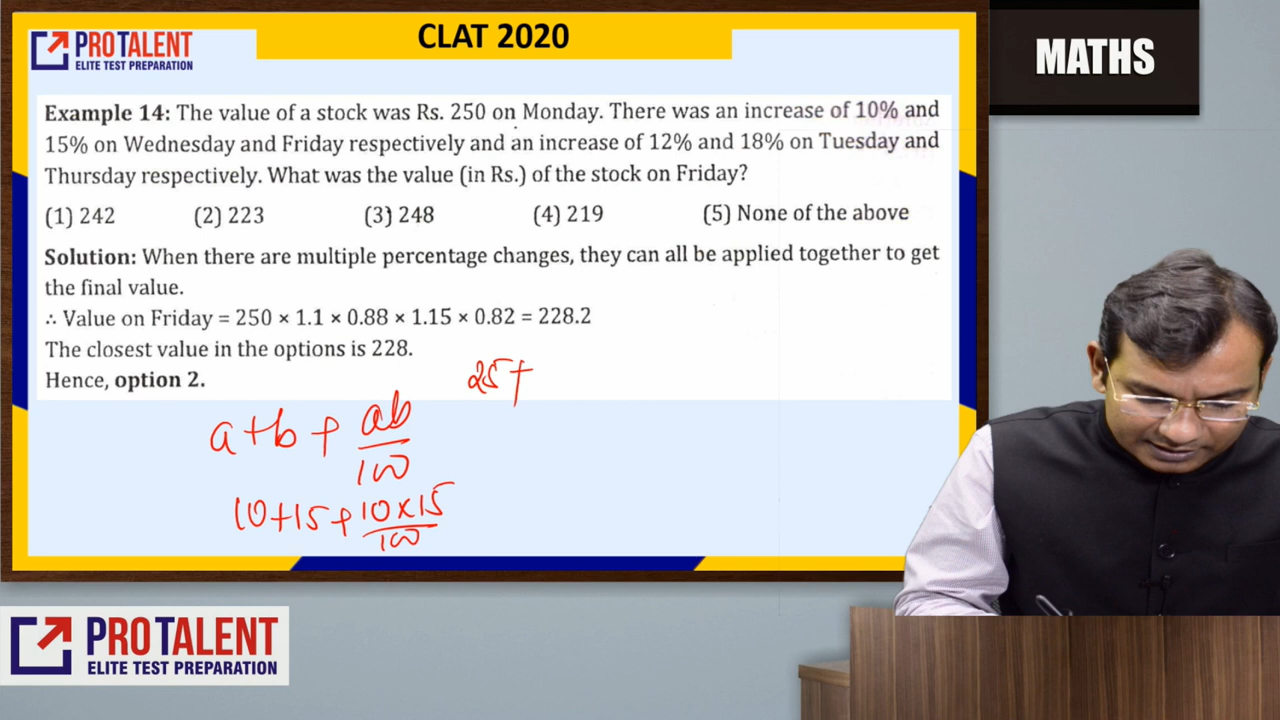 PROTALENT
ELITE TEST PREPARATION
CLAT 2020
MATHS
Example 14: The value of a stock was Rs. 250 on Monday. There was an increase of 10% and
15% on Wednesday and Friday respectively and an increase of 12% and 18% on Tuesday and
Thursday respectively. What was the value (in Rs.) of the stock on Friday?
(1) 242 (2) 223 (3) 248 (4) 219 (5) None of the above
Solution: When there are multiple percentage changes, they can all be applied together to get
the final value.
∴ Value on Friday = 250 × 1.1 × 0.88 × 1.15 × 0.82 = 228.2
The closest value in the options is 228.
Hence, option 2.
25+
a+b+ab/100
10+15+10×15/100
PROTALENT
ELITE TEST PREPARATION